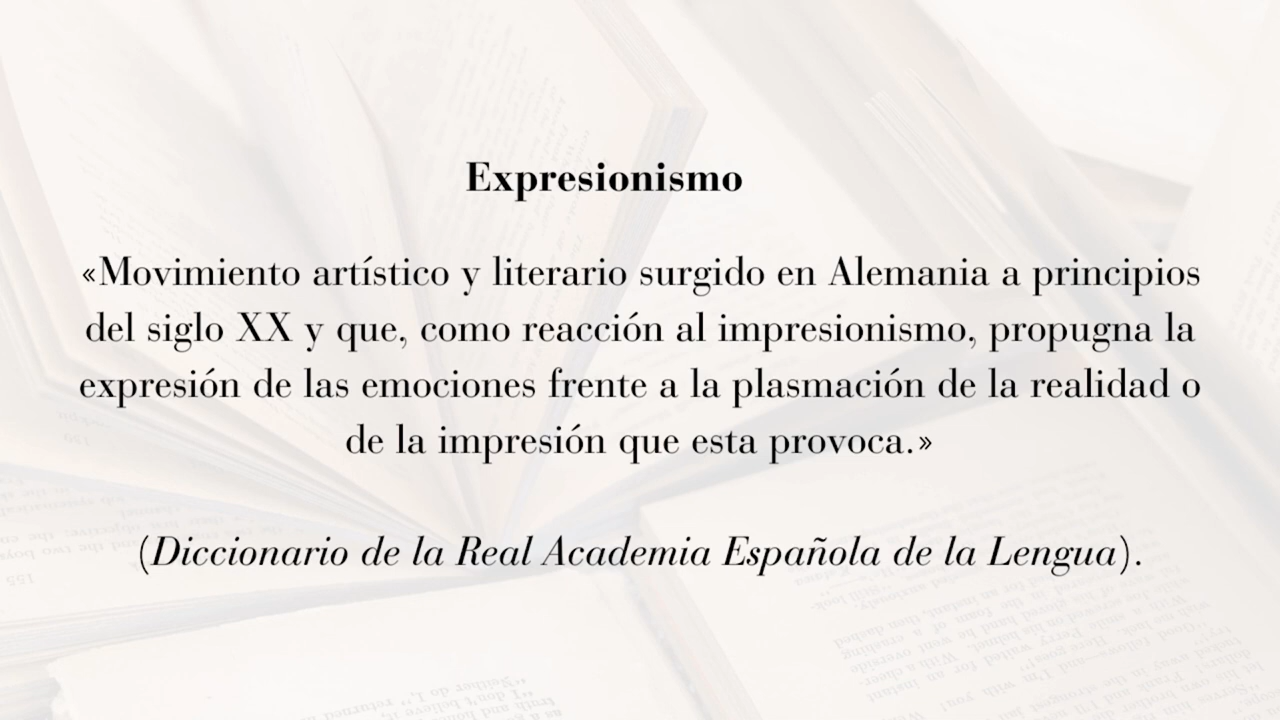 Expresionismo
«Movimiento artístico y literario surgido en Alemania a principios
del siglo XX y que, como reacción al impresionismo, propugna la
expresión de las emociones frente a la plasmación de la realidad o
de la impresión que esta provoca.»
(Diccionario de la Real Academia Española de la Lengua).